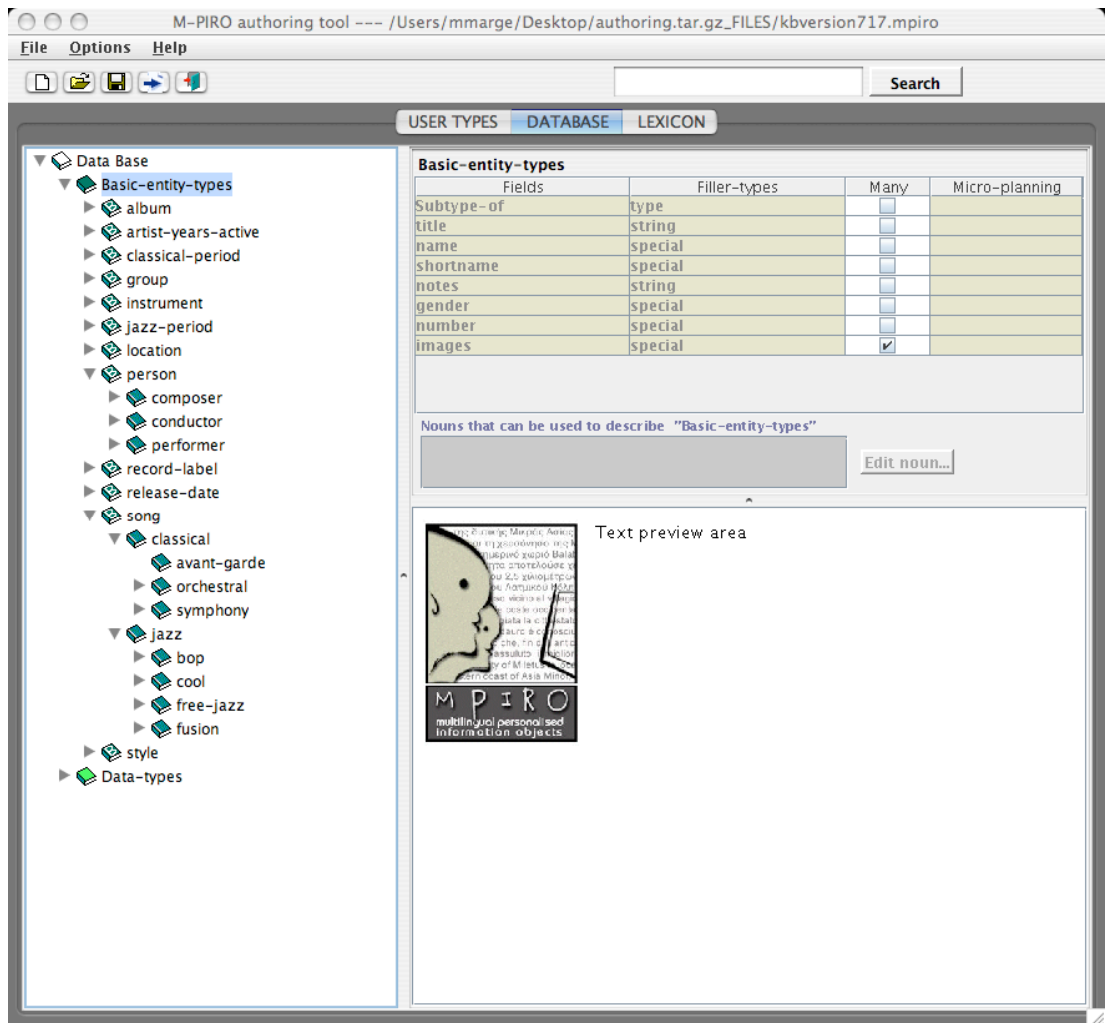 M-PIRO authoring tool --- /Users/mmarge/Desktop/authoring.tar.gz_FILES/kbversion717.mpiro
File Options Help
Search
USER TYPES DATABASE LEXICON
Data Base
Basic-entity-types
album
artist-years-active
classical-period
group
instrument
jazz-period
location
person
composer
conductor
performer
record-label
release-date
song
classical
avant-garde
orchestral
symphony
jazz
bop
cool
free-jazz
fusion
style
Data-types
Basic-entity-types
Fields Filler-types Many Micro-planning
Subtype-of type
title string
name special
shortname special
notes string
gender special
number special
images special
Nouns that can be used to describe "Basic-entity-types"
Edit noun...
Text preview area
MPIRO
multilingual personalised
information objects